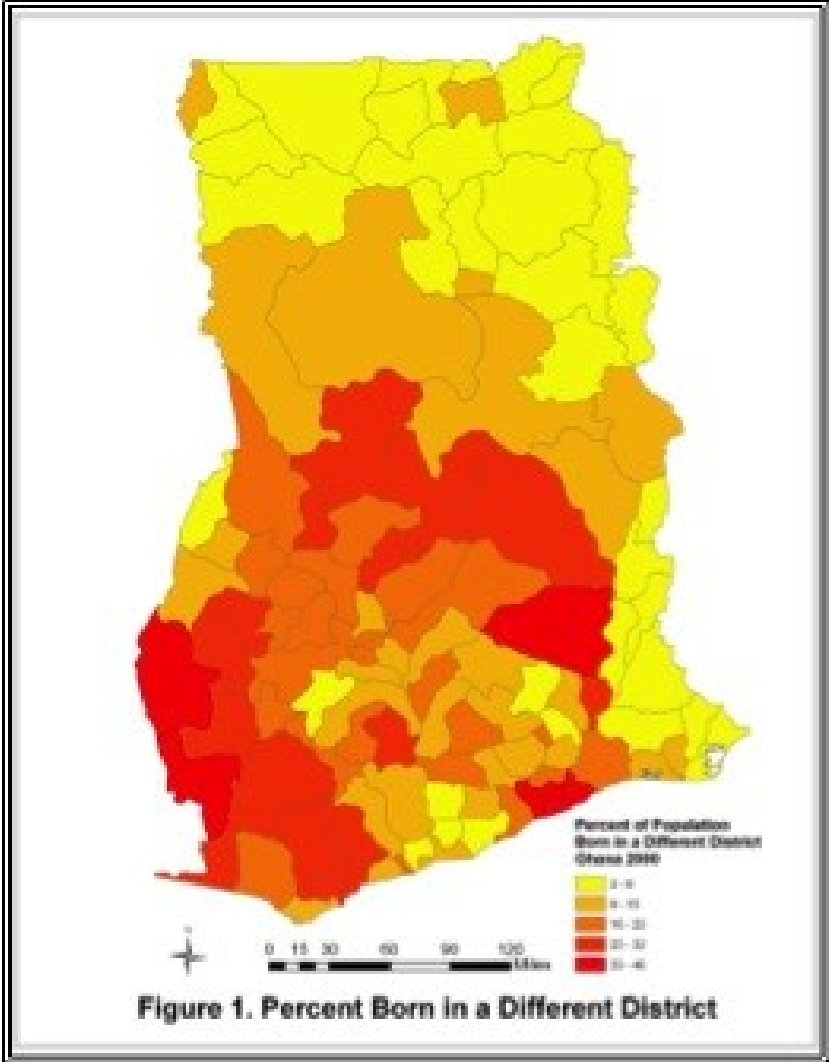 Percent of Population
Born in a Different District
Ghana 2000
0 15 30 60 90 120
Miles
Figure 1. Percent Born in a Different District